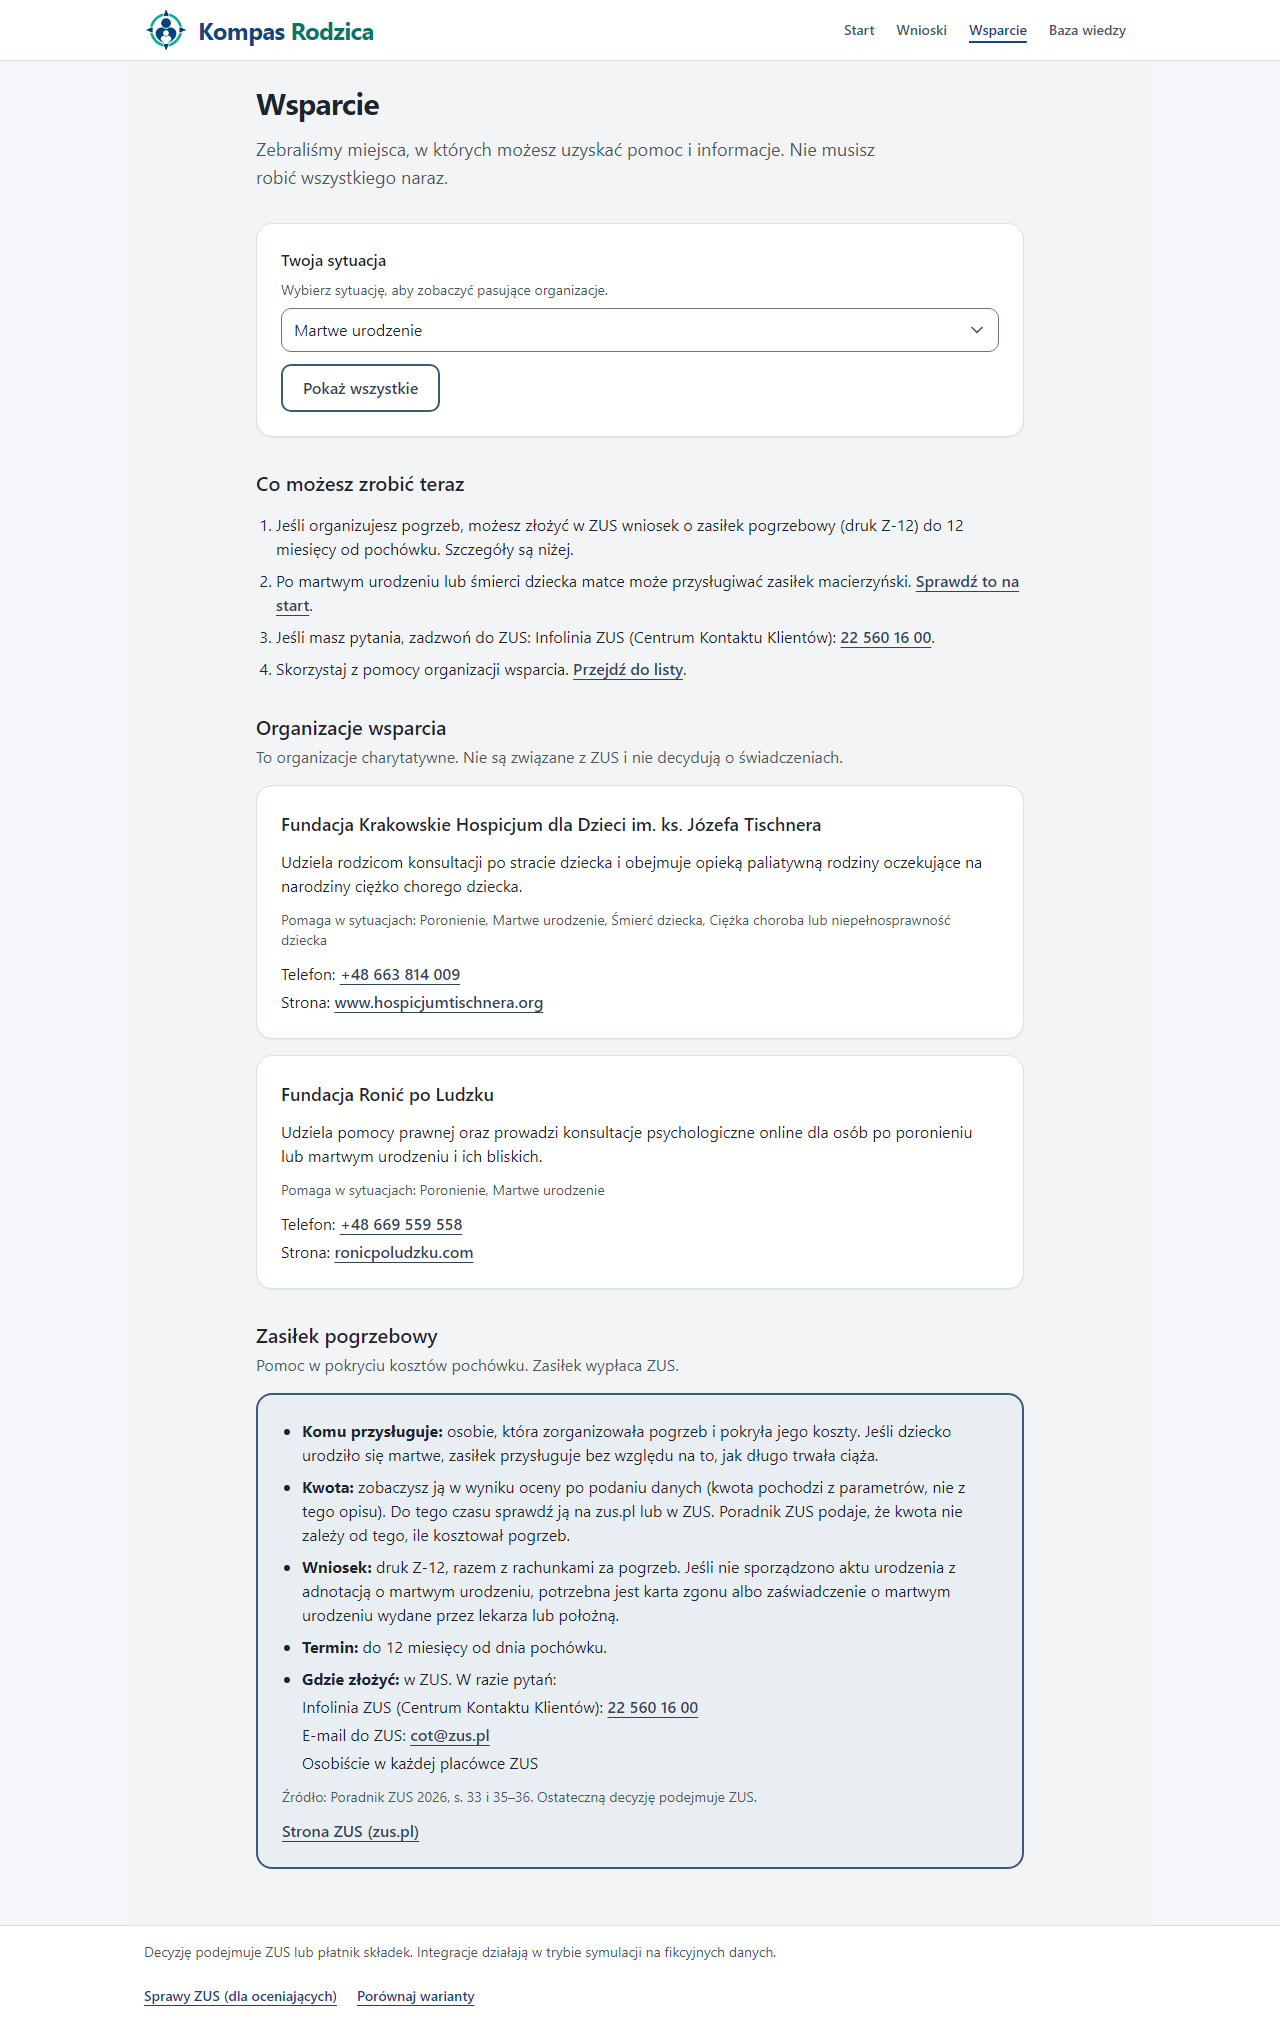 Kompas Rodzica
Start
Wnioski
Wsparcie
Baza wiedzy
Wsparcie
Zebraliśmy miejsca, w których możesz uzyskać pomoc i informacje. Nie musisz
robić wszystkiego naraz.
Twoja sytuacja
Wybierz sytuację, aby zobaczyć pasujące organizacje.
Martwe urodzenie
Pokaż wszystkie
Co możesz zrobić teraz
1. Jeśli organizujesz pogrzeb, możesz złożyć w ZUS wniosek o zasiłek pogrzebowy (druk Z-12) do 12
miesięcy od pochówku. Szczegóły są niżej.
2. Po martwym urodzeniu lub śmierci dziecka matce może przysługiwać zasiłek macierzyński. Sprawdź to na
start.
3. Jeśli masz pytania, zadzwoń do ZUS: Infolinia ZUS (Centrum Kontaktu Klientów): 22 560 16 00.
4. Skorzystaj z pomocy organizacji wsparcia. Przejdź do listy.
Organizacje wsparcia
To organizacje charytatywne. Nie są związane z ZUS i nie decydują o świadczeniach.
Fundacja Krakowskie Hospicjum dla Dzieci im. ks. Józefa Tischnera
Udziela rodzicom konsultacji po stracie dziecka i obejmuje opieką paliatywną rodziny oczekujące na
narodziny ciężko chorego dziecka.
Pomaga w sytuacjach: Poronienie, Martwe urodzenie, Śmierć dziecka, Ciężka choroba lub niepełnosprawność
dziecka
Telefon: +48 663 814 009
Strona: www.hospicjumtischnera.org
Fundacja Ronić po Ludzku
Udziela pomocy prawnej oraz prowadzi konsultacje psychologiczne online dla osób po poronieniu
lub martwym urodzeniu i ich bliskich.
Pomaga w sytuacjach: Poronienie, Martwe urodzenie
Telefon: +48 669 559 558
Strona: ronicpoludzku.com
Zasiłek pogrzebowy
Pomoc w pokryciu kosztów pochówku. Zasiłek wypłaca ZUS.
• Komu przysługuje: osobie, która zorganizowała pogrzeb i pokryła jego koszty. Jeśli dziecko
urodziło się martwe, zasiłek przysługuje bez względu na to, jak długo trwała ciąża.
• Kwota: zobaczysz ją w wyniku oceny po podaniu danych (kwota pochodzi z parametrów, nie z
tego opisu). Do tego czasu sprawdź ją na zus.pl lub w ZUS. Poradnik ZUS podaje, że kwota nie
zależy od tego, ile kosztował pogrzeb.
• Wniosek: druk Z-12, razem z rachunkami za pogrzeb. Jeśli nie sporządzono aktu urodzenia z
adnotacją o martwym urodzeniu, potrzebna jest karta zgonu albo zaświadczenie o martwym
urodzeniu wydane przez lekarza lub położną.
• Termin: do 12 miesięcy od dnia pochówku.
• Gdzie złożyć: w ZUS. W razie pytań:
Infolinia ZUS (Centrum Kontaktu Klientów): 22 560 16 00
E-mail do ZUS: cot@zus.pl
Osobiście w każdej placówce ZUS
Źródło: Poradnik ZUS 2026, s. 33 i 35–36. Ostateczną decyzję podejmuje ZUS.
Strona ZUS (zus.pl)
Decyzję podejmuje ZUS lub płatnik składek. Integracje działają w trybie symulacji na fikcyjnych danych.
Sprawy ZUS (dla oceniających)
Porównaj warianty